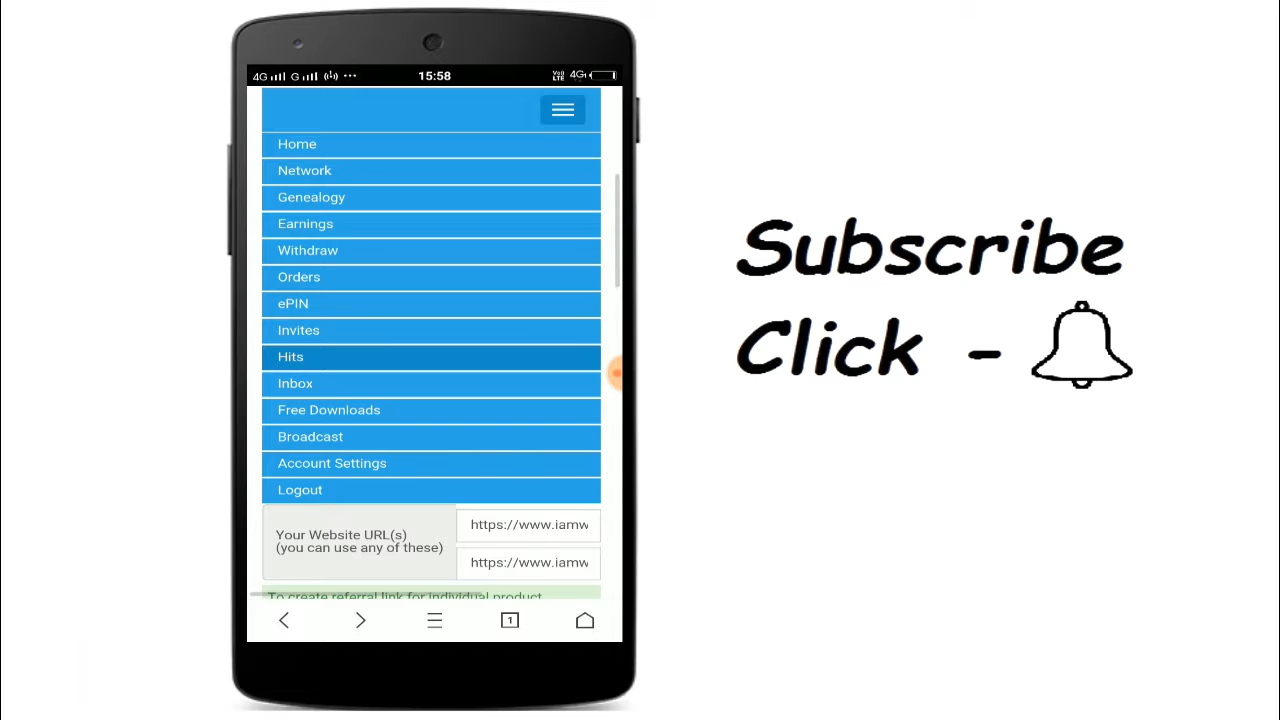 4G G 15:58 VoD LTE 4G
Home
Network
Genealogy
Earnings
Withdraw
Orders
ePIN
Invites
Hits
Inbox
Free Downloads
Broadcast
Account Settings
Logout
Your Website URL(s)
(you can use any of these)
https://www.iamw
https://www.iamw
To create referral link for individual product
1
Subscribe
Click -